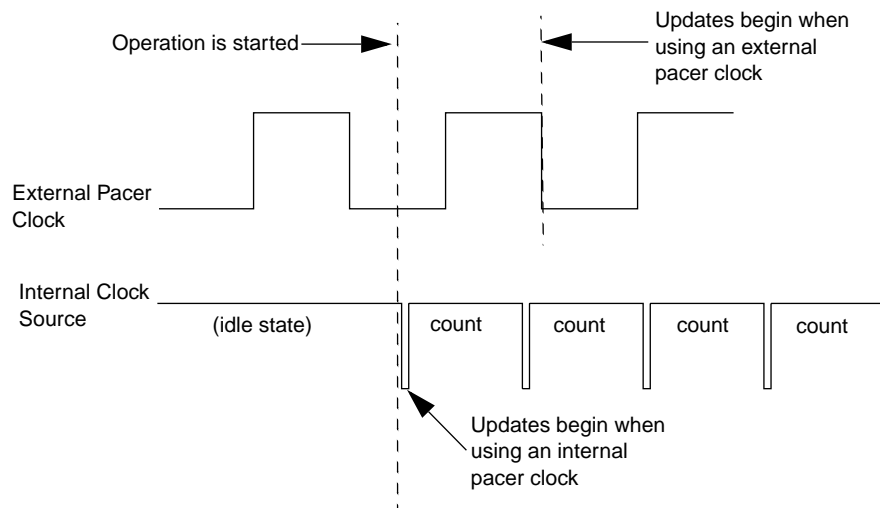 Operation is started
Updates begin when
using an external
pacer clock
External Pacer
Clock
Internal Clock
Source
(idle state)
count
count
count
count
Updates begin when
using an internal
pacer clock